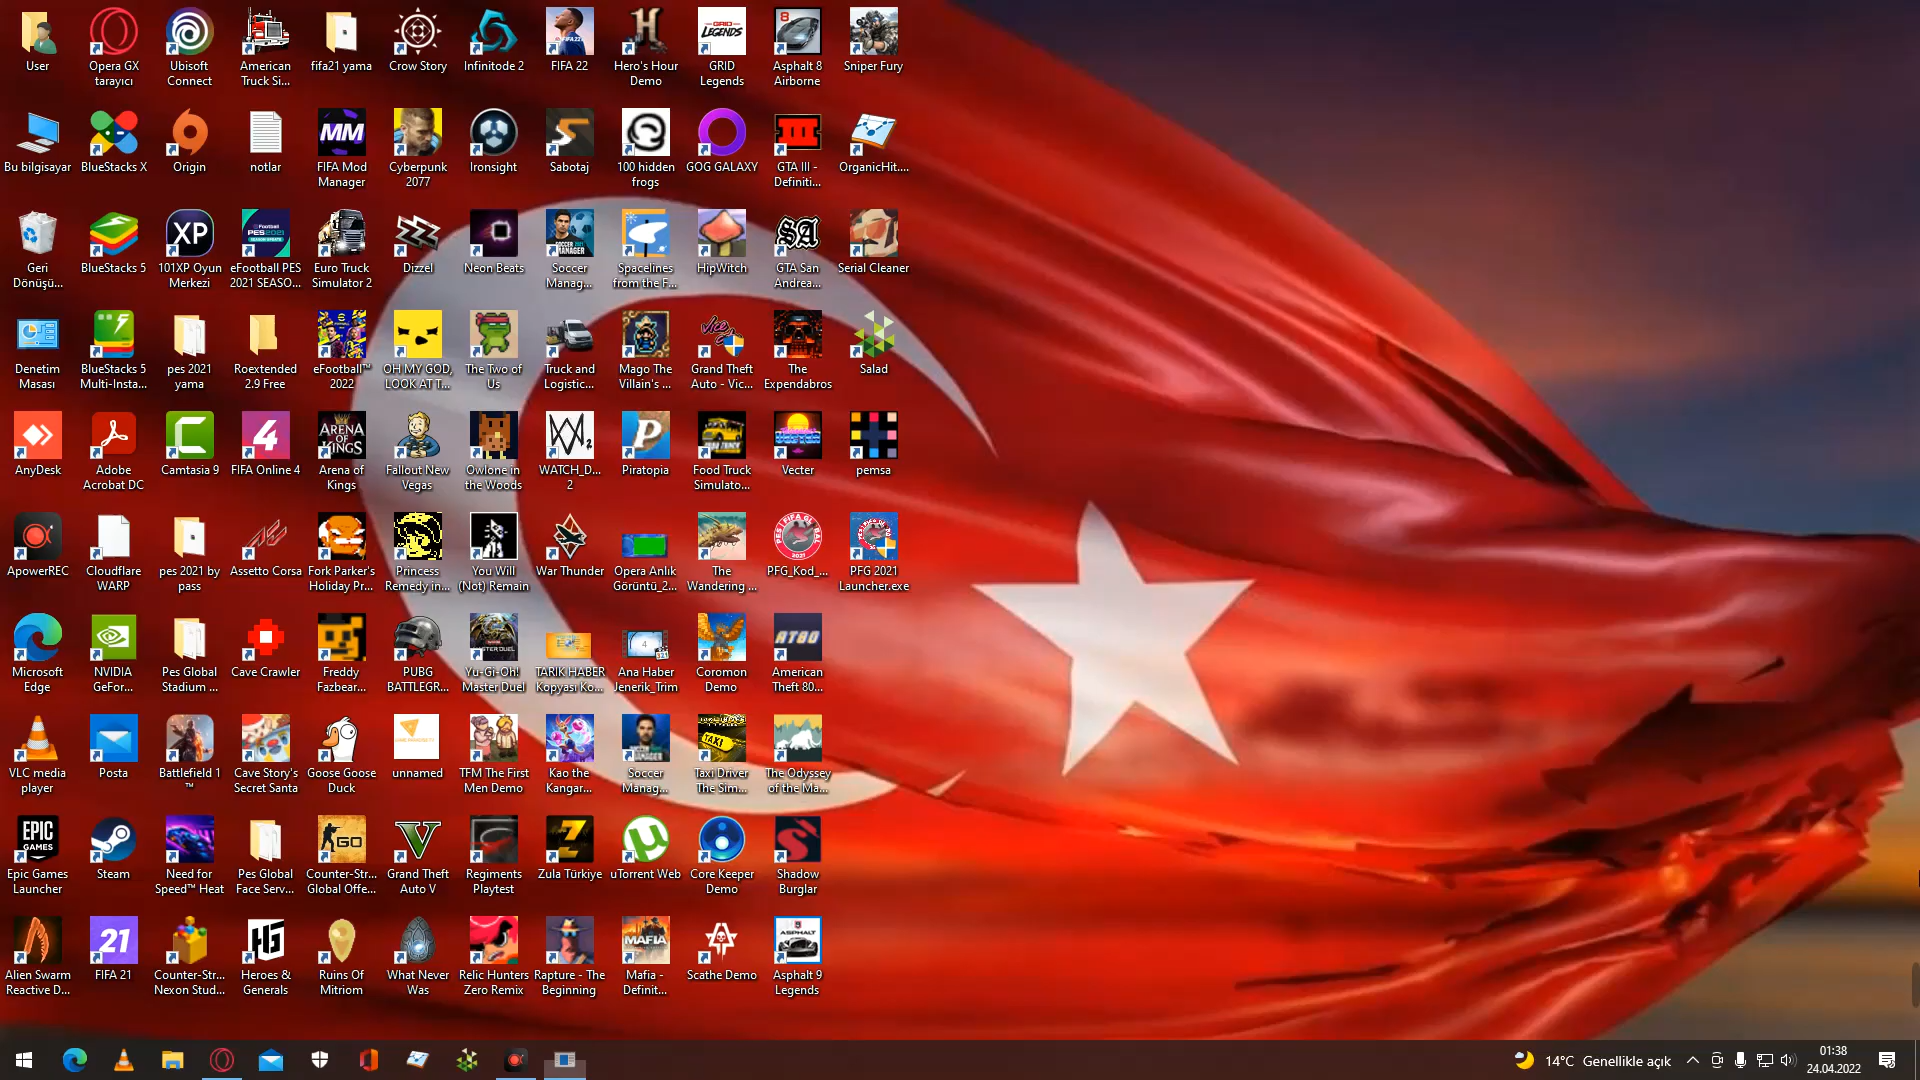 User
Opera GX
tarayıcı
Ubisoft
Connect
American
Truck Si...
fifa21 yama
Crow Story
Infinitode 2
FIFA 22
Hero's Hour
Demo
GRID
Legends
Asphalt 8
Airborne
Sniper Fury
Bu bilgisayar
BlueStacks X
Origin
notlar
FIFA Mod
Manager
Cyberpunk
2077
Ironsight
Sabotaj
100 hidden
frogs
GOG GALAXY
GTA III -
Definiti...
OrganicHit....
Geri
Dönüşü...
BlueStacks 5
101XP Oyun
Merkezi
eFootball PES
2021 SEASO...
Euro Truck
Simulator 2
Dizzel
Neon Beats
Soccer
Manag...
Spacelines
from the F...
HipWitch
GTA San
Andrea...
Serial Cleaner
Denetim
Masası
BlueStacks 5
Multi-Insta...
pes 2021
yama
Roextended
2.9 Free
eFootball™
2022
OH MY GOD,
LOOK AT T...
The Two of
Us
Truck and
Logistic...
Mago The
Villain's ...
Grand Theft
Auto - Vic...
The
Expendabros
Salad
AnyDesk
Adobe
Acrobat DC
Camtasia 9
FIFA Online 4
Arena of
Kings
Fallout New
Vegas
Owlone in
the Woods
WATCH_D...
2
Piratopia
Food Truck
Simulato...
Vecter
pemsa
ApowerREC
Cloudflare
WARP
pes 2021 by
pass
Assetto Corsa
Fork Parker's
Holiday Pr...
Princess
Remedy in...
You Will
(Not) Remain
War Thunder
Opera Anlık
Görüntü_2...
The
Wandering ...
PFG_Kod_...
PFG 2021
Launcher.exe
Microsoft
Edge
NVIDIA
GeFor...
Pes Global
Stadium ...
Cave Crawler
Freddy
Fazbear...
PUBG
BATTLEGR...
Yu-Gi-Oh!
Master Duel
TARIK HABER
Kopyası Ko...
Ana Haber
Jenerik_Trim
Coromon
Demo
American
Theft 80...
VLC media
player
Posta
Battlefield 1
™
Cave Story's
Secret Santa
Goose Goose
Duck
unnamed
TFM The First
Men Demo
Kao the
Kangar...
Soccer
Manag...
Taxi Driver
The Sim...
The Odyssey
of the Ma...
Epic Games
Launcher
Steam
Need for
Speed™ Heat
Pes Global
Face Serv...
Counter-Str...
Global Offe...
Grand Theft
Auto V
Regiments
Playtest
Zula Türkiye
uTorrent Web
Core Keeper
Demo
Shadow
Burglar
Alien Swarm
Reactive D...
FIFA 21
Counter-Str...
Nexon Stud...
Heroes &
Generals
Ruins Of
Mitriom
What Never
Was
Relic Hunters
Zero Remix
Rapture - The
Beginning
Mafia -
Definit...
Scathe Demo
Asphalt 9
Legends
14°C Genellikle açık
01:38
24.04.2022